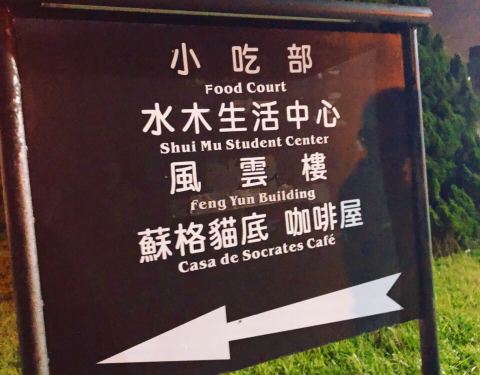 小吃部
Food Court
水木生活中心
Shui Mu Student Center
風雲樓
Feng Yun Building
蘇格貓底 咖啡屋
Casa de Socrates Café